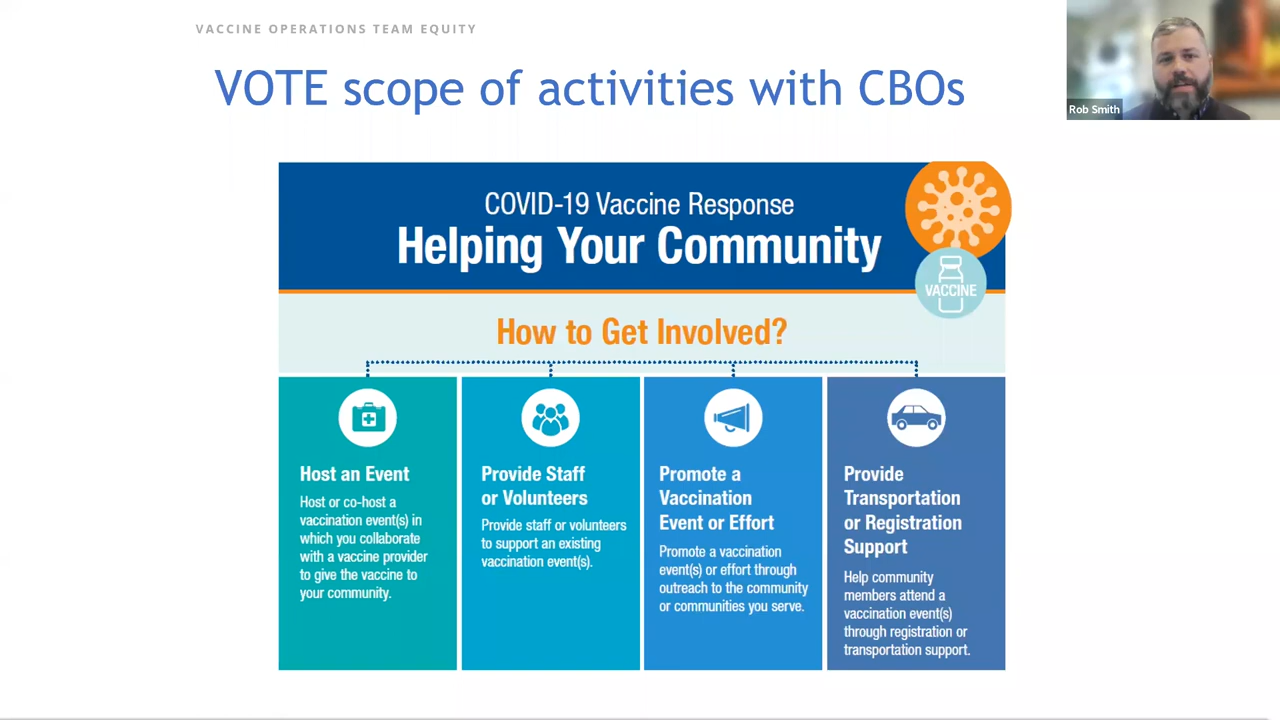 VACCINE OPERATIONS TEAM EQUITY
VOTE scope of activities with CBOs
Rob Smith
COVID-19 Vaccine Response
Helping Your Community
VACCINE
How to Get Involved?
Host an Event
Host or co-host a
vaccination event(s) in
which you collaborate
with a vaccine provider
to give the vaccine to
your community.
Provide Staff
or Volunteers
Provide staff or volunteers
to support an existing
vaccination event(s).
Promote a
Vaccination
Event or Effort
Promote a vaccination
event(s) or effort through
outreach to the community
or communities you serve.
Provide
Transportation
or Registration
Support
Help community
members attend a
vaccination event(s)
through registration or
transportation support.